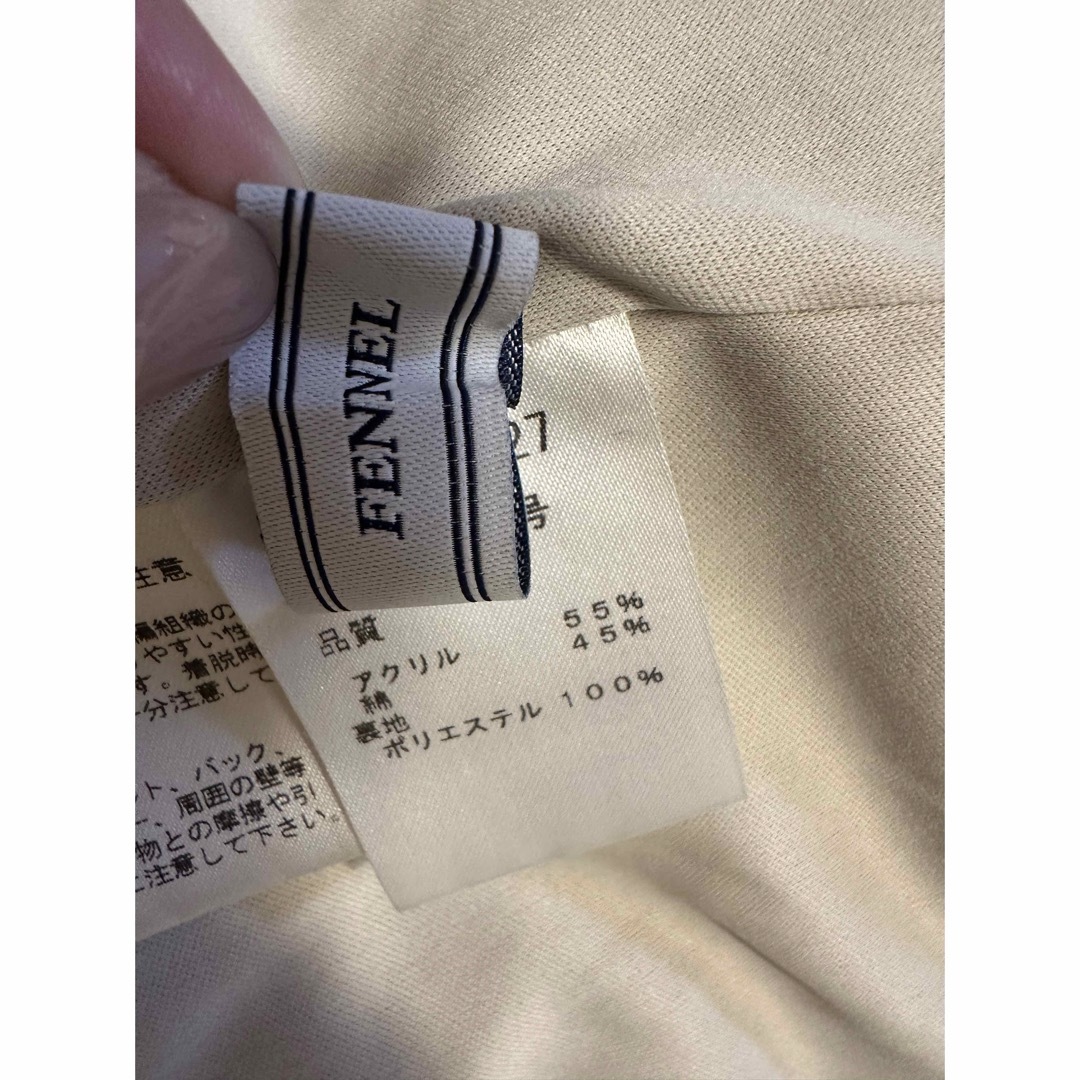 FENNEL
27
号
品質
アクリル 55%
綿 45%
裏地
ポリエステル 100%
注意
編組織の
りやすい性
す。着脱時
十分注意して
ト、バック、
、周囲の壁等
物との摩擦や引
注意して下さい。